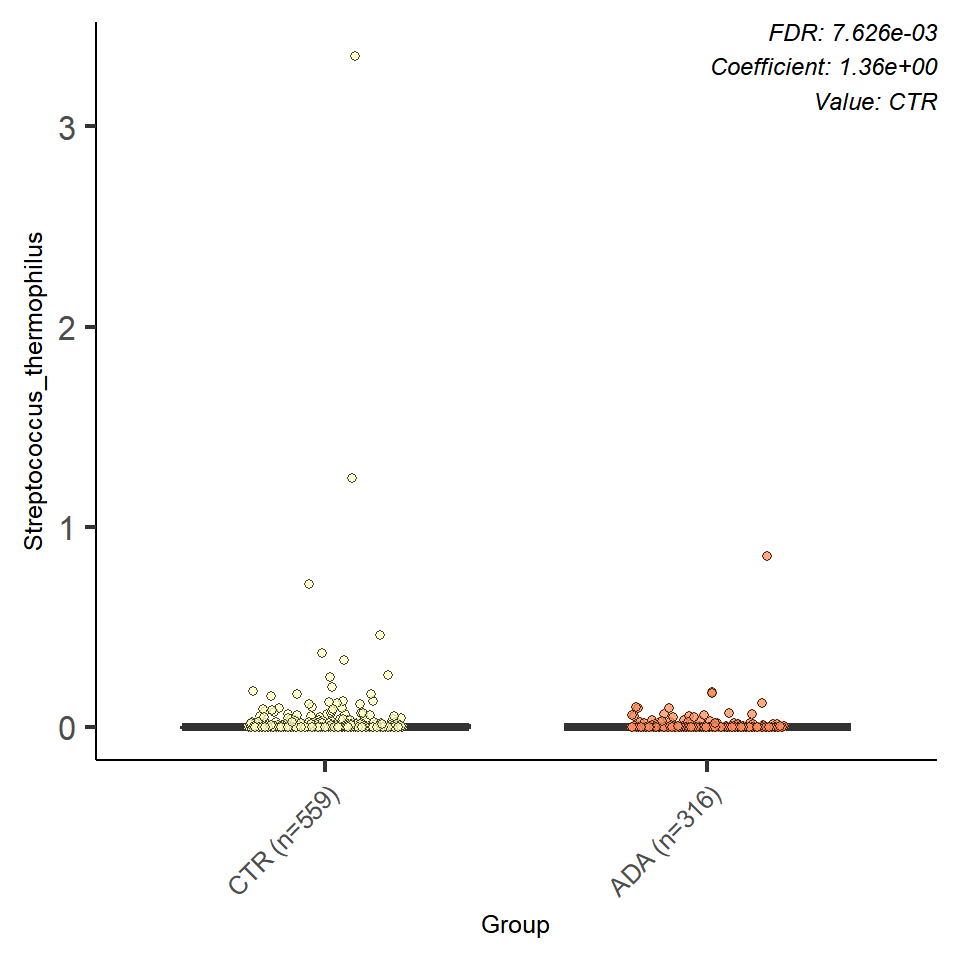 FDR: 7.626e-03
Coefficient: 1.36e+00
Value: CTR
Streptococcus_thermophilus
3
2
1
0
CTR (n=559)
ADA (n=316)
Group